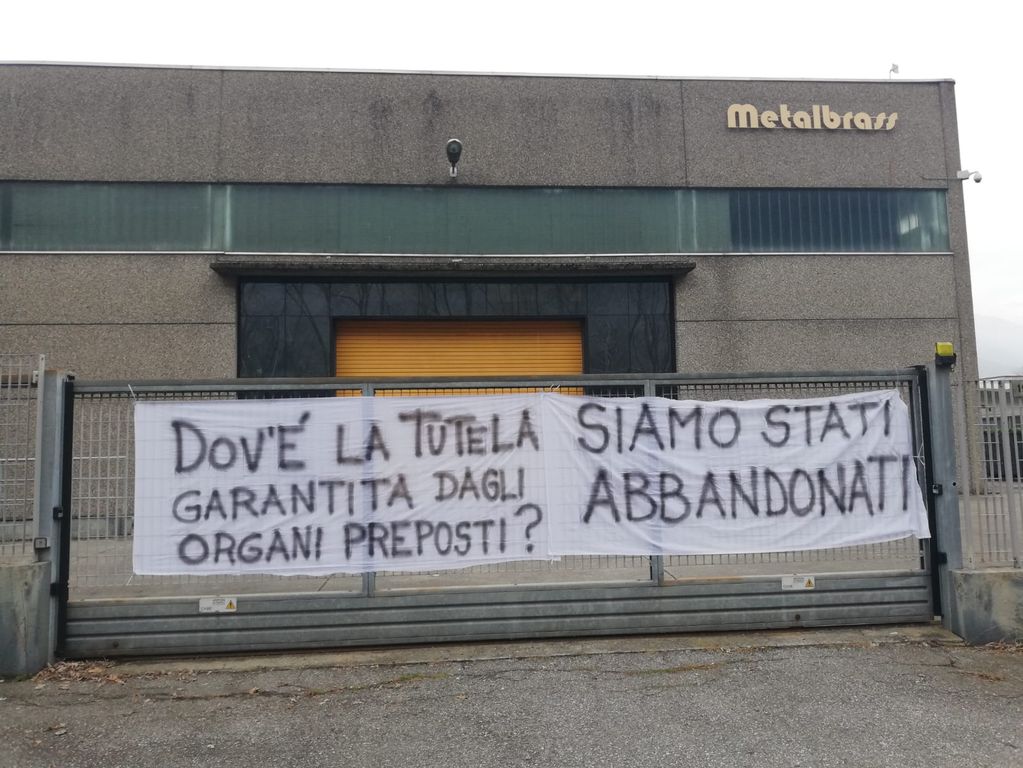 Metalbrass
DOV'É LA TUTELA
GARANTITA DAGLI
ORGANI PREPOSTI?
SIAMO STATI
ABBANDONATI